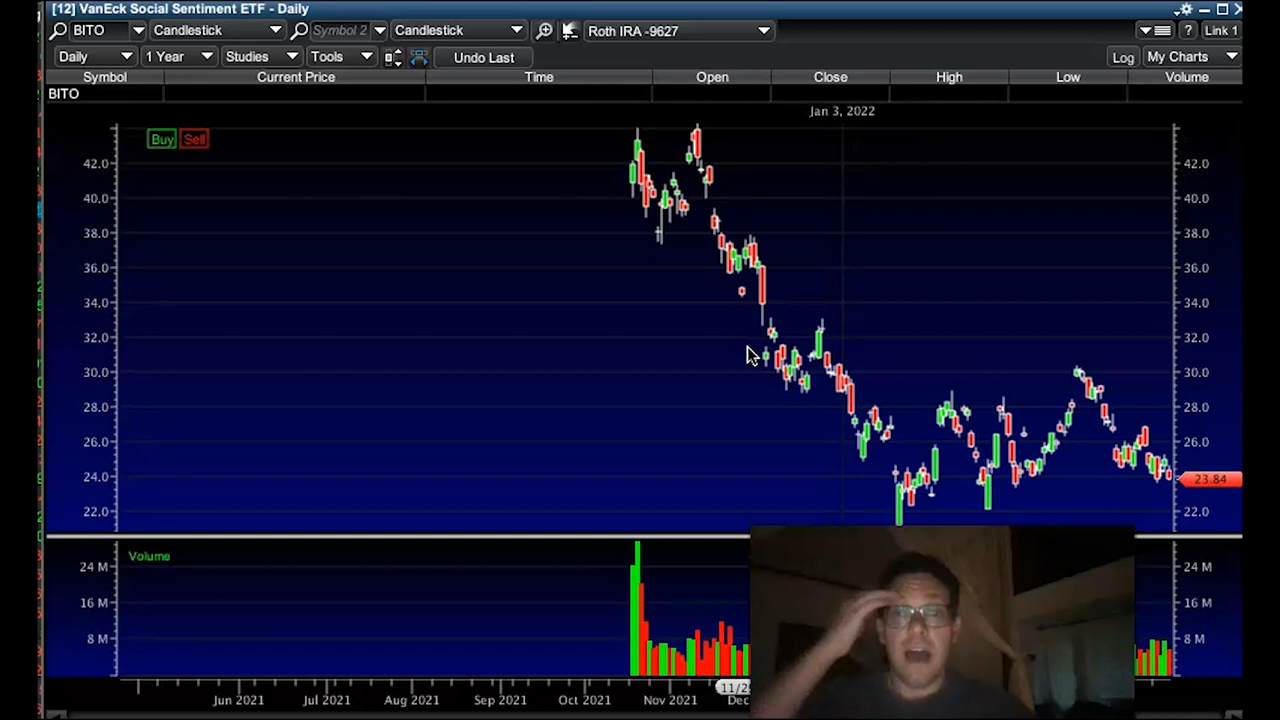 [12] VanEck Social Sentiment ETF - Daily
BITO Candlestick Symbol 2 Candlestick Roth IRA -9627 ? Link 1
Daily 1 Year Studies Tools Undo Last Log My Charts
Symbol Current Price Time Open Close High Low Volume
BITO
Jan 3, 2022
Buy Sell
42.0 42.0
40.0 40.0
38.0 38.0
36.0 36.0
34.0 34.0
32.0 32.0
30.0 30.0
28.0 28.0
26.0 26.0
24.0 23.84
22.0 22.0
Volume
24 M 24 M
16 M 16 M
8 M 8 M
Jun 2021 Jul 2021 Aug 2021 Sep 2021 Oct 2021 Nov 2021 Dec